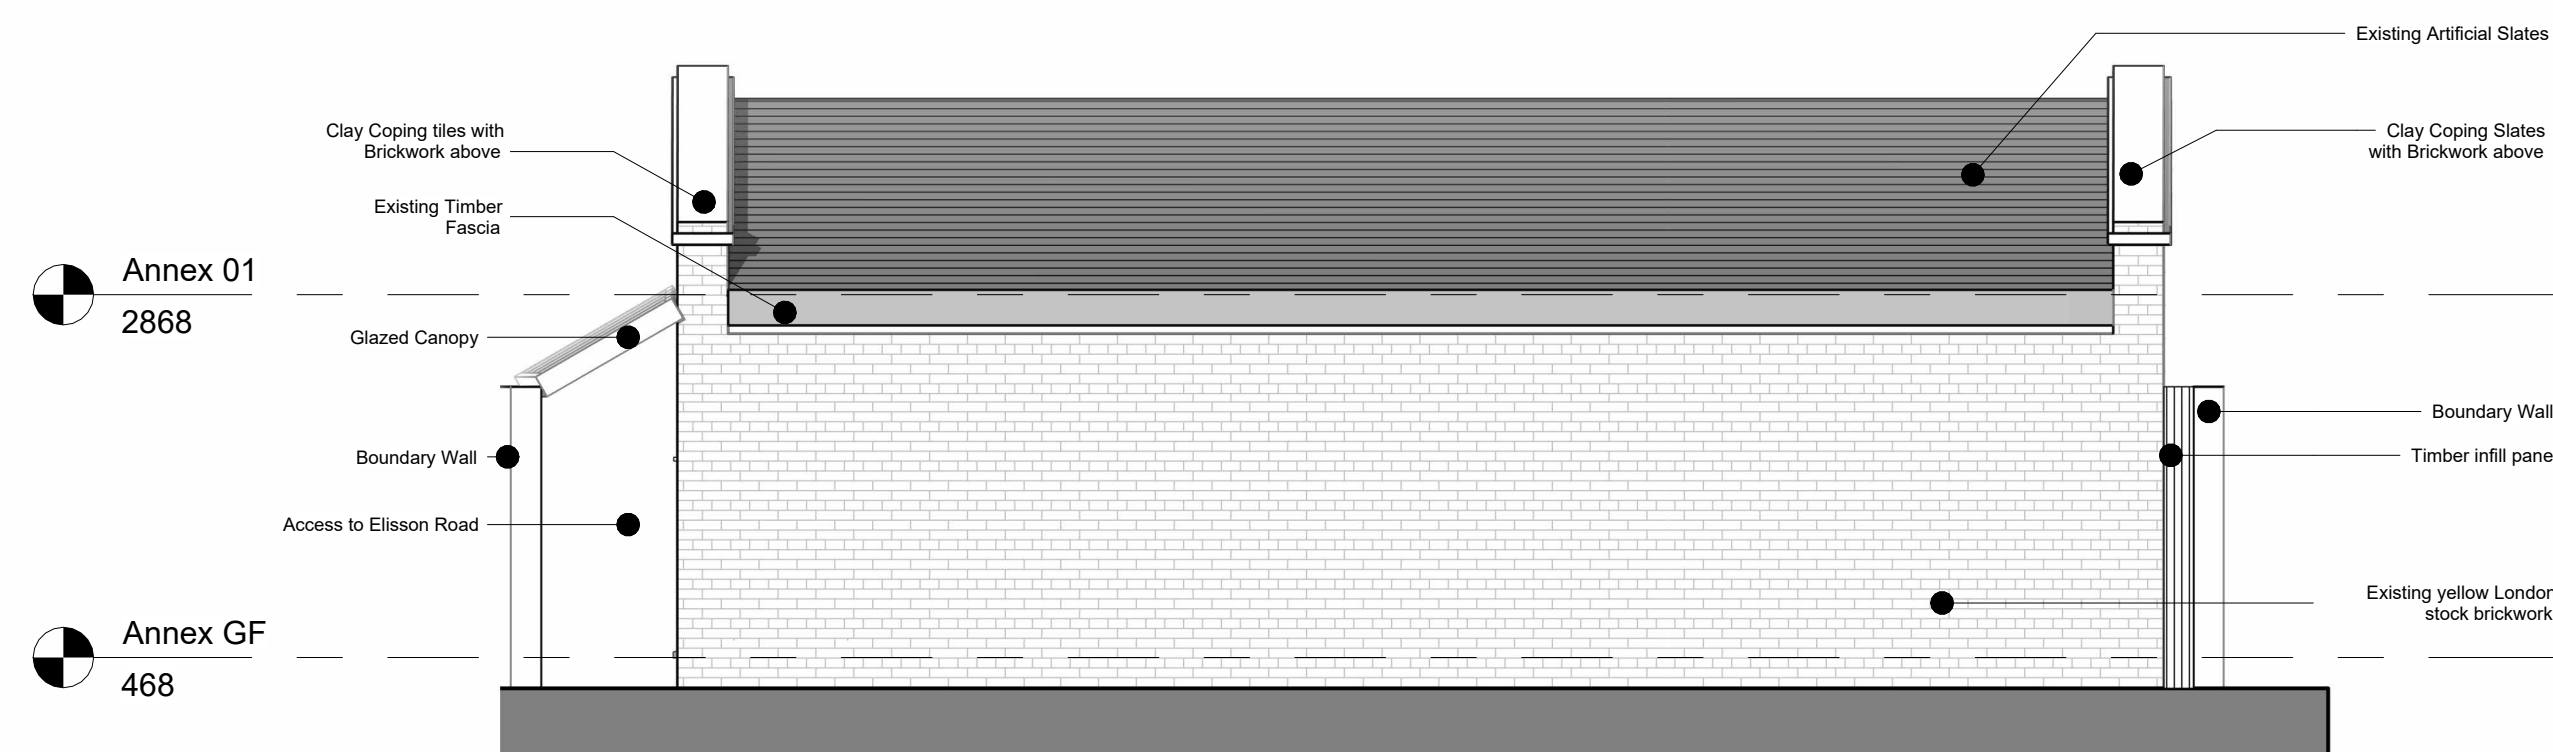 Existing Artificial Slates
Clay Coping tiles with
Brickwork above
Clay Coping Slates
with Brickwork above
Existing Timber
Fascia
Annex 01
2868
Glazed Canopy
Boundary Wall
Boundary Wall
Timber infill pane
Access to Elisson Road
Existing yellow London
stock brickwork
Annex GF
468